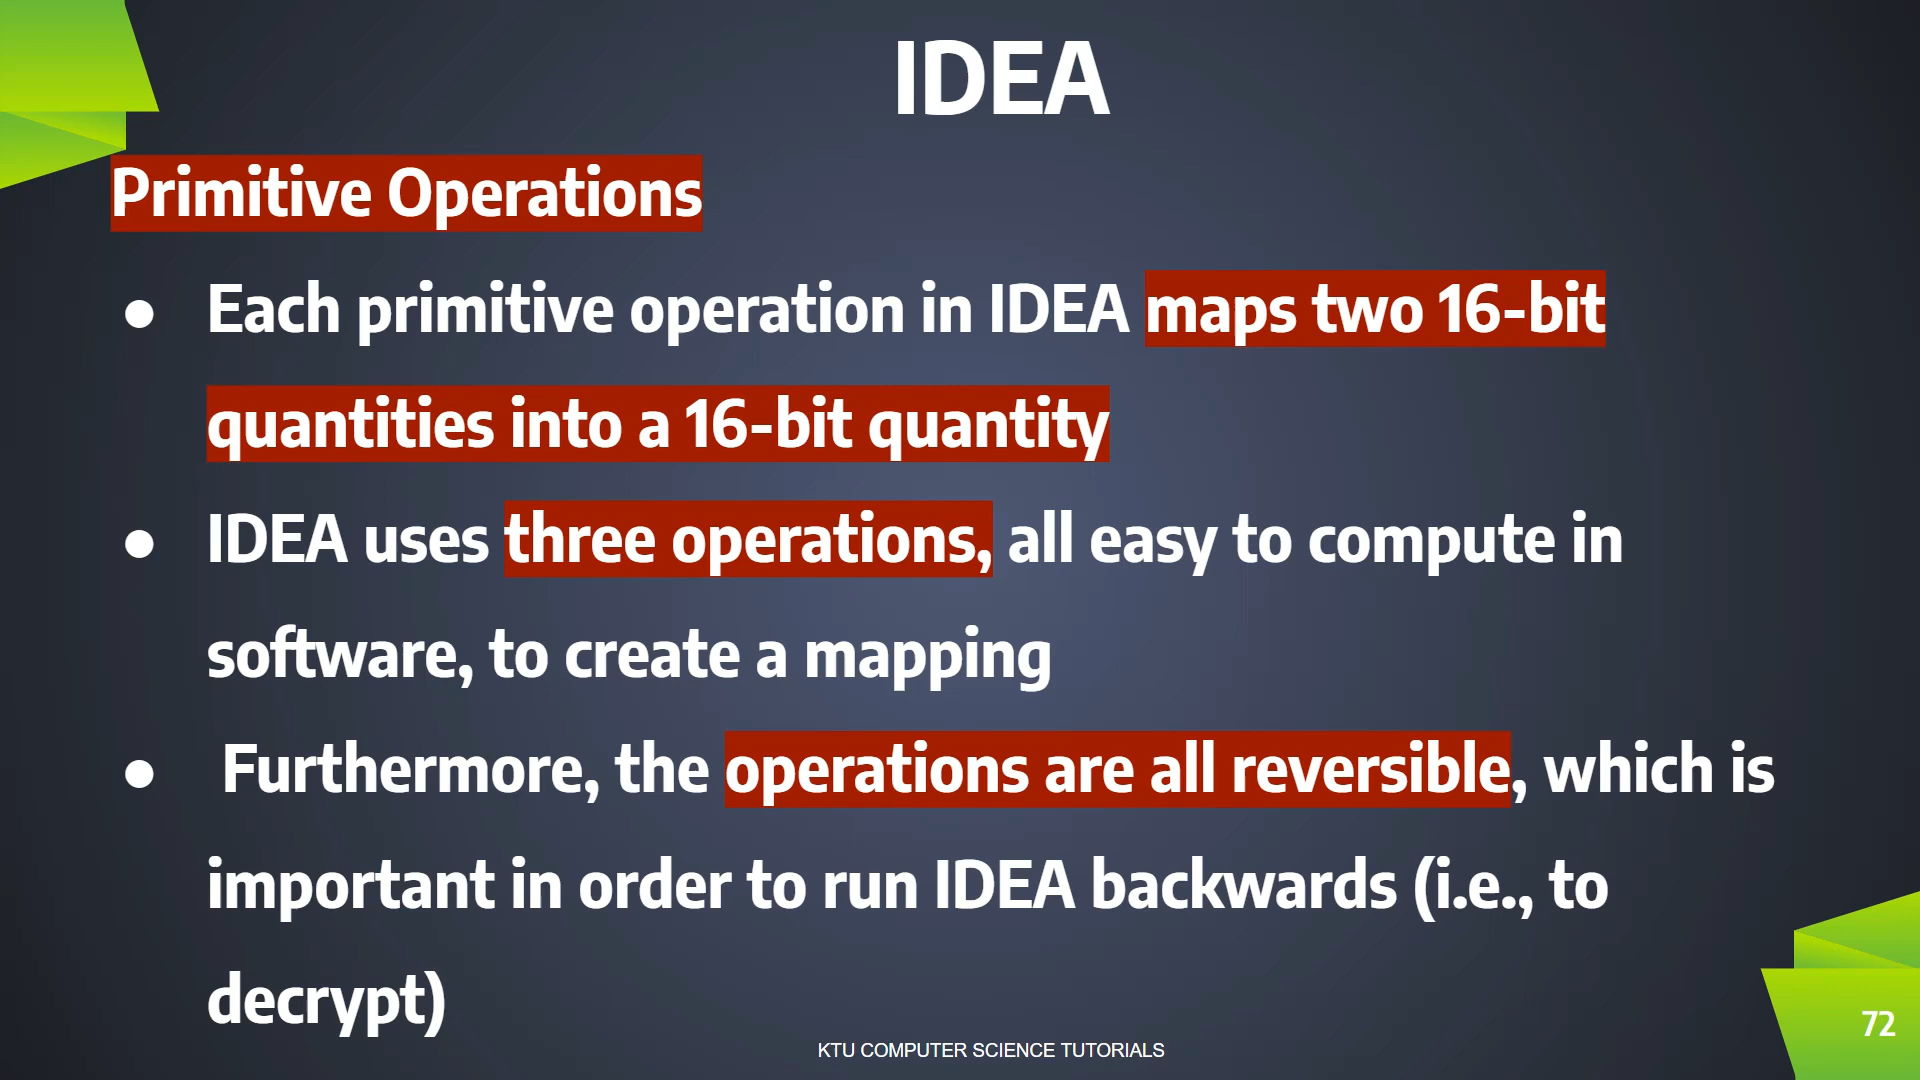 IDEA
Primitive Operations
● Each primitive operation in IDEA maps two 16-bit
quantities into a 16-bit quantity
● IDEA uses three operations, all easy to compute in
software, to create a mapping
● Furthermore, the operations are all reversible, which is
important in order to run IDEA backwards (i.e., to
decrypt)
72
KTU COMPUTER SCIENCE TUTORIALS